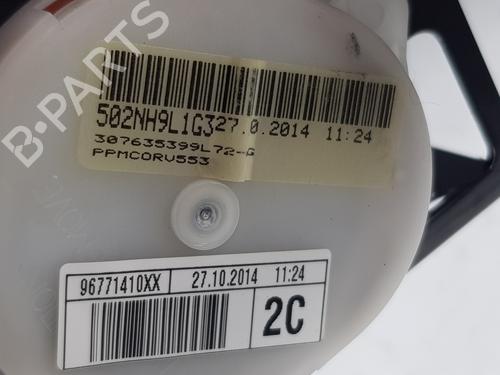 B-PARTS
502NH9L1G327.0.2014 11:24
307635399L72-G
PPMCORV553
96771410XX 27.10.2014 11:24
2C